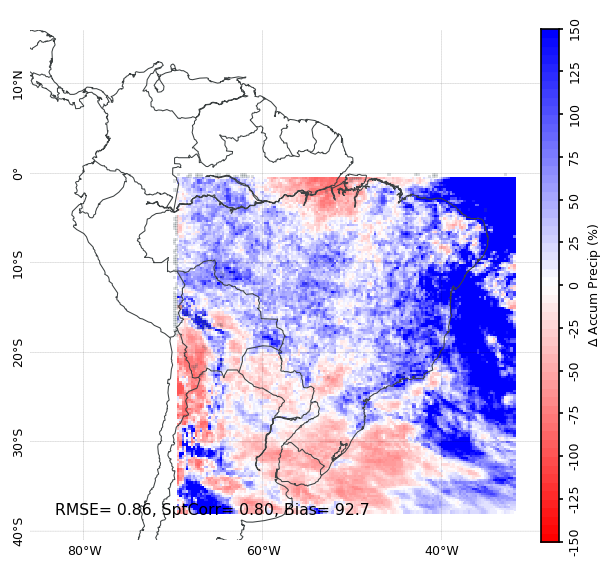 10°N
0°
10°S
20°S
30°S
40°S
80°W 60°W 40°W
RMSE= 0.86, SptCorr= 0.80, Bias= 92.7
150
125
100
75
50
25
0
-25
-50
-75
-100
-125
-150
Δ Accum Precip (%)